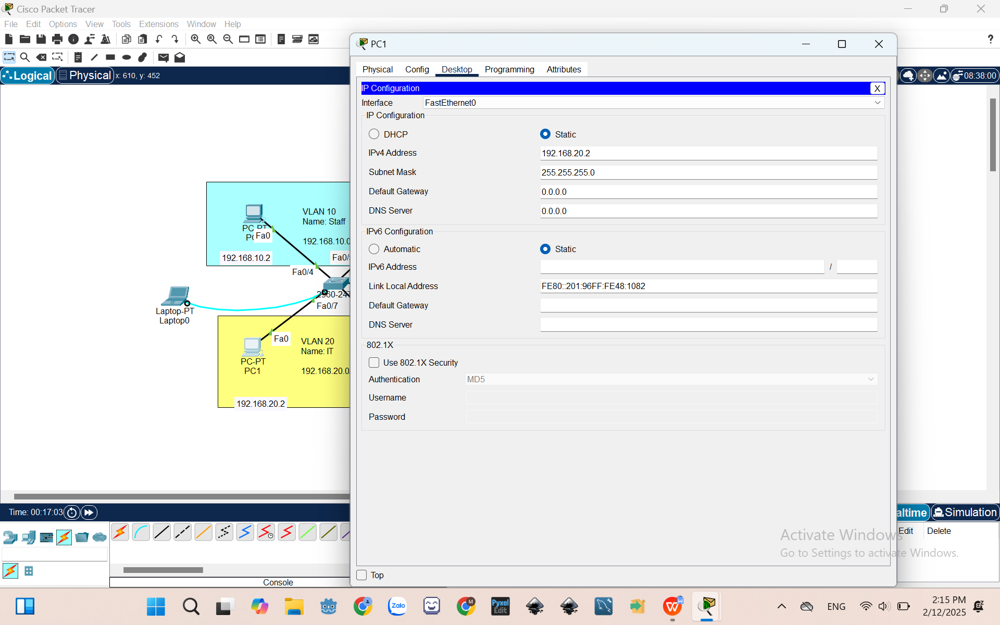 Cisco Packet Tracer
File Edit Options View Tools Extensions Window Help
PC1
Logical Physical x: 610, y: 452
08:38:00
Physical Config Desktop Programming Attributes
IP Configuration X
Interface FastEthernet0
IP Configuration
DHCP Static
IPv4 Address 192.168.20.2
Subnet Mask 255.255.255.0
Default Gateway 0.0.0.0
DNS Server 0.0.0.0
IPv6 Configuration
Automatic Static
IPv6 Address /
Link Local Address FE80::201:96FF:FE48:1082
Default Gateway
DNS Server
802.1X
Use 802.1X Security
Authentication MD5
Username
Password
Top
VLAN 10
Name: Staff
PC-PT
Fa0
192.168.10.0
192.168.10.2
Fa0/
Fa0/4
2960-24T
Fa0/7
Laptop-PT
Laptop0
Fa0
VLAN 20
Name: IT
PC-PT
PC1
192.168.20.0
192.168.20.2
Time: 00:17:03
altime Simulation
Edit Delete
Activate Windows
Go to Settings to activate Windows.
Console
Zalo
M
Pyxel
Edit
W
ENG
2:15 PM
2/12/2025